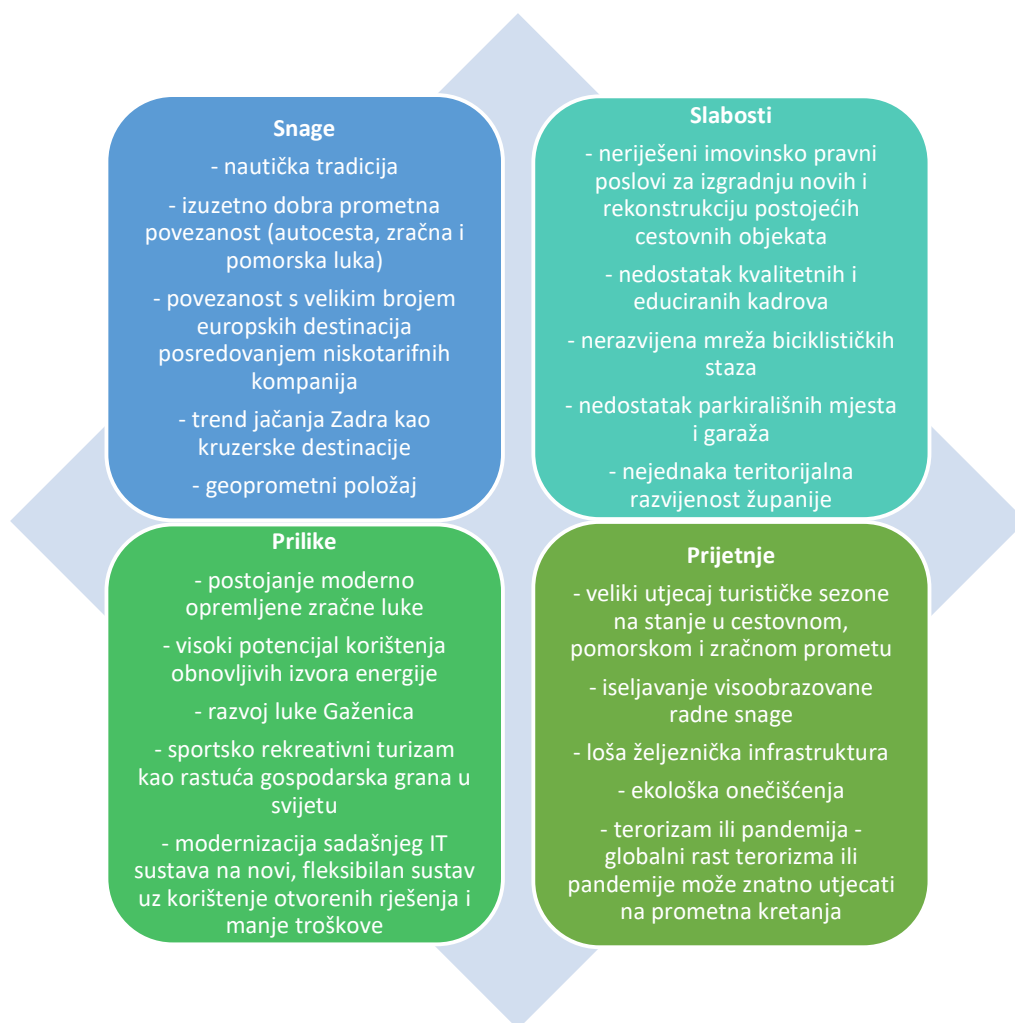 Snage
- nautička tradicija
- izuzetno dobra prometna
povezanost (autocesta, zračna i
pomorska luka)
- povezanost s velikim brojem
europskih destinacija
posredovanjem niskotarifnih
kompanija
- trend jačanja Zadra kao
kruzerske destinacije
- geoprometni položaj
Slabosti
- neriješeni imovinsko pravni
poslovi za izgradnju novih i
rekonstrukciju postojećih
cestovnih objekata
- nedostatak kvalitetnih i
educiranih kadrova
- nerazvijena mreža biciklističkih
staza
- nedostatak parkirališnih mjesta
i garaža
- nejednaka teritorijalna
razvijenost županije
Prilike
- postojanje moderno
opremljene zračne luke
- visoki potencijal korištenja
obnovljivih izvora energije
- razvoj luke Gaženica
- sportsko rekreativni turizam
kao rastuća gospodarska grana u
svijetu
- modernizacija sadašnjeg IT
sustava na novi, fleksibilan sustav
uz korištenje otvorenih rješenja i
manje troškove
Prijetnje
- veliki utjecaj turističke sezone
na stanje u cestovnom,
pomorskom i zračnom prometu
- iseljavanje visoobrazovane
radne snage
- loša željeznička infrastruktura
- ekološka onečišćenja
- terorizam ili pandemija -
globalni rast terorizma ili
pandemije može znatno utjecati
na prometna kretanja